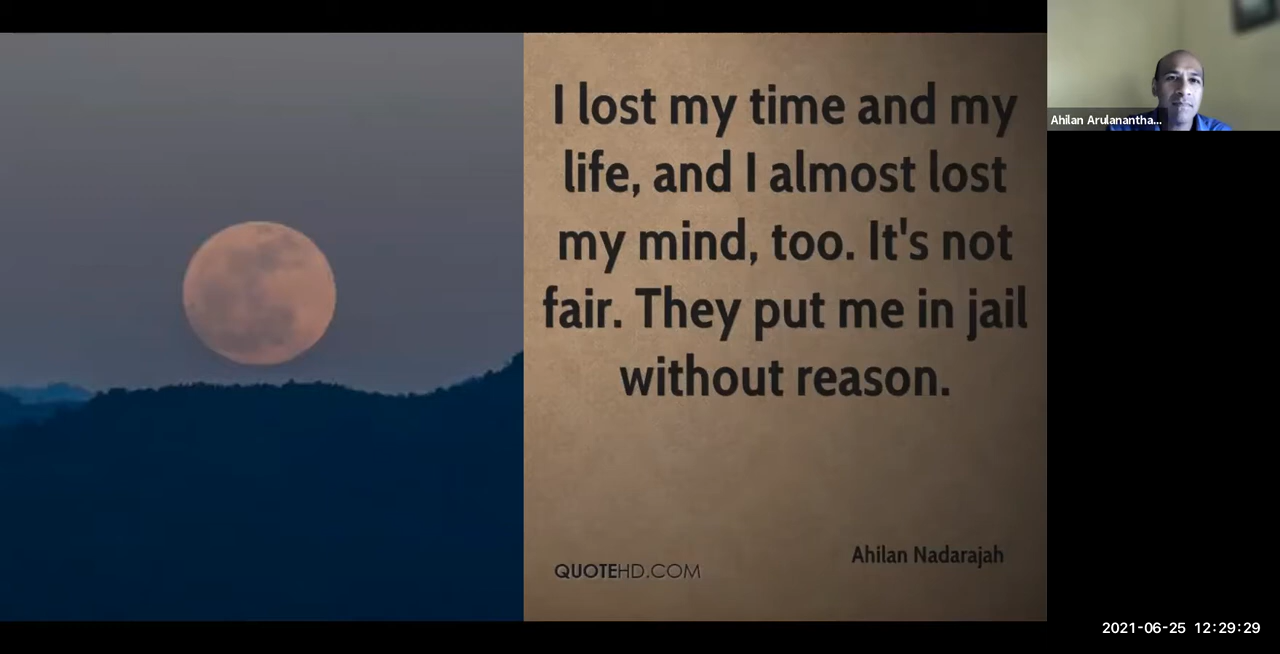 I lost my time and my
life, and I almost lost
my mind, too. It's not
fair. They put me in jail
without reason.
Ahilan Nadarajah
QUOTEHD.COM
Ahilan Arulanantha...
2021-06-25 12:29:29